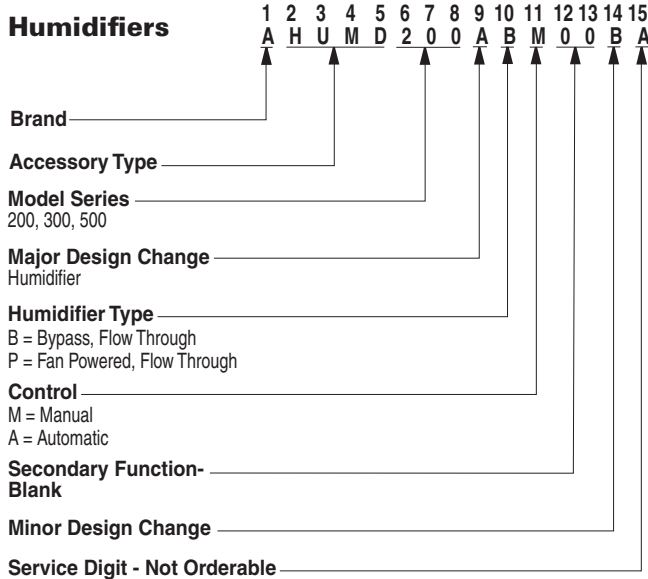 Humidifiers
1 2 3 4 5 6 7 8 9 10 11 12 13 14 15
A H U M D 2 0 0 A B M 0 0 B A
Brand
Accessory Type
Model Series
200, 300, 500
Major Design Change
Humidifier
Humidifier Type
B = Bypass, Flow Through
P = Fan Powered, Flow Through
Control
M = Manual
A = Automatic
Secondary Function-
Blank
Minor Design Change
Service Digit - Not Orderable